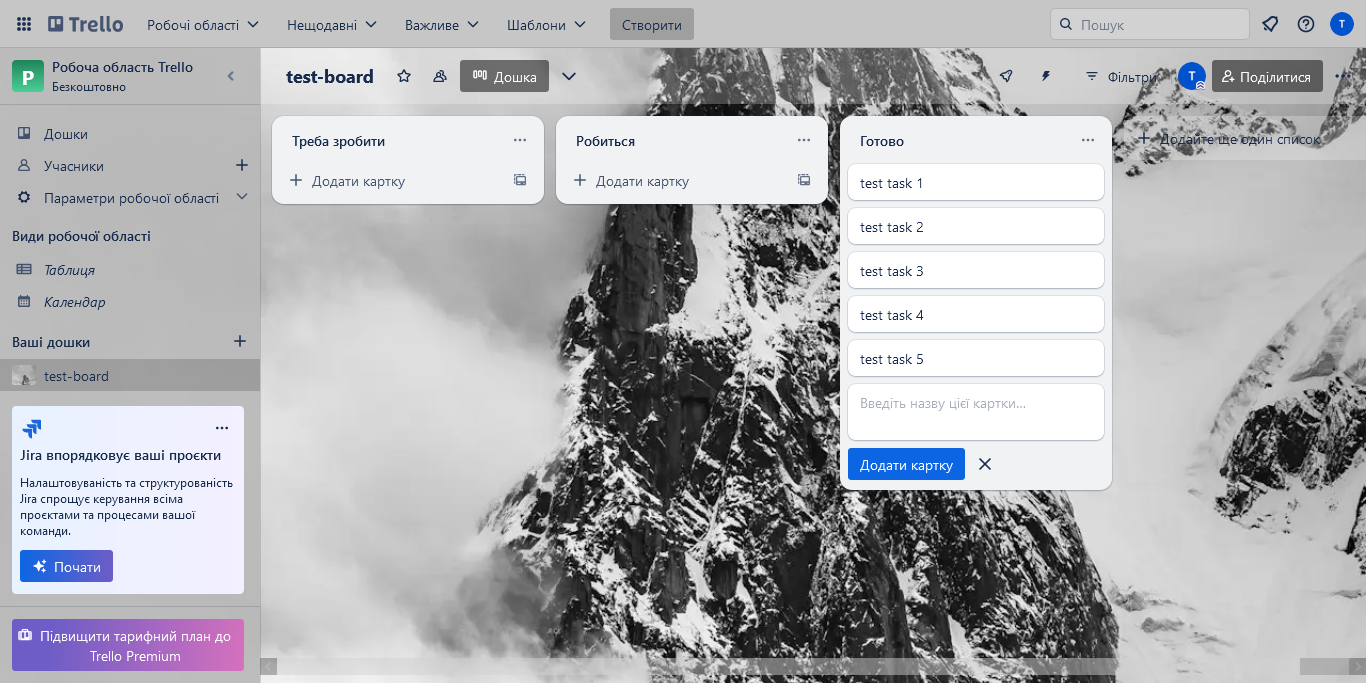 Trello
Робочі області
Нещодавні
Важливе
Шаблони
Створити
Пошук
T
P
Робоча область Trello
Безкоштовно
test-board
Дошка
Фільтри
T
Поділитися
Дошки
Учасники
Параметри робочої області
Види робочої області
Таблиця
Календар
Ваші дошки
test-board
Jira впорядковує ваші проєкти
Налаштовуваність та структурованість
Jira спрощує керування всіма
проєктами та процесами вашої
команди.
Почати
Підвищити тарифний план до
Trello Premium
Треба зробити
Додати картку
Робиться
Додати картку
Готово
test task 1
test task 2
test task 3
test task 4
test task 5
Введіть назву цієї картки...
Додати картку
Додайте ще один список